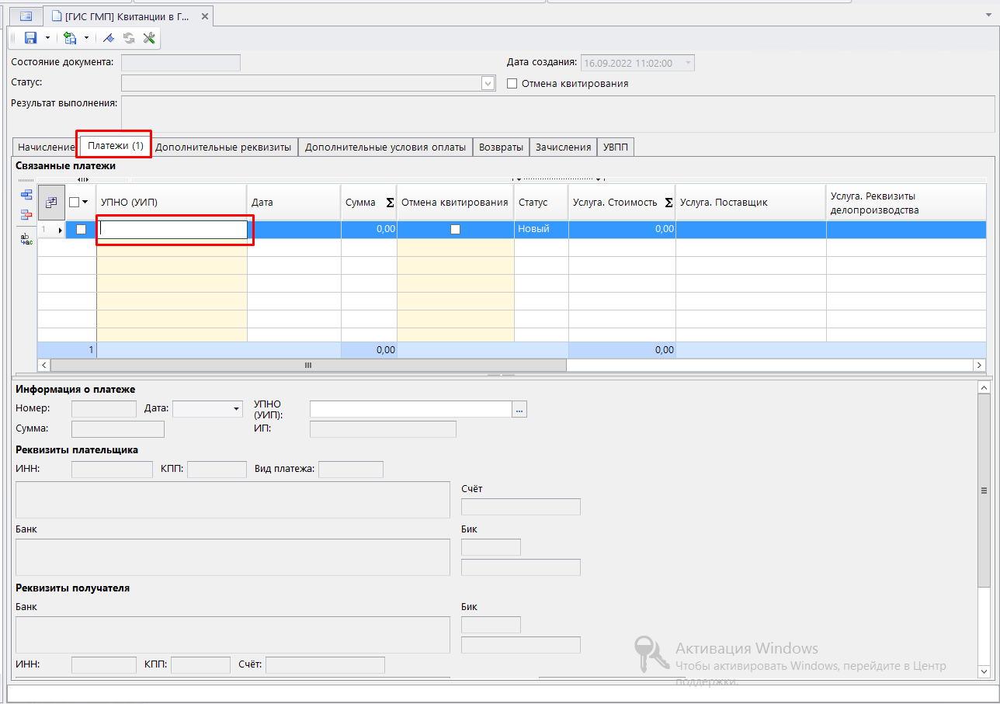 [ГИС ГМП] Квитанции в Г...
Состояние документа:
Дата создания: 16.09.2022 11:02:00
Статус:
Отмена квитирования
Результат выполнения:
Начисление Платежи (1) Дополнительные реквизиты Дополнительные условия оплаты Возвраты Зачисления УВПП
Связанные платежи
УПНО (УИП) Дата Сумма Σ Отмена квитирования Статус Услуга. Стоимость Σ Услуга. Поставщик Услуга. Реквизиты
делопроизводства
1 0,00 Новый 0,00
ab
ac
1 0,00 0,00
Информация о платеже
Номер: Дата: УПНО
(УИП): ...
Сумма: ИП:
Реквизиты плательщика
ИНН: КПП: Вид платежа:
Счёт
Банк Бик
Реквизиты получателя
Банк Бик
Активация Windows
Чтобы активировать Windows, перейдите в Центр
поддержки.
ИНН: КПП: Счёт: